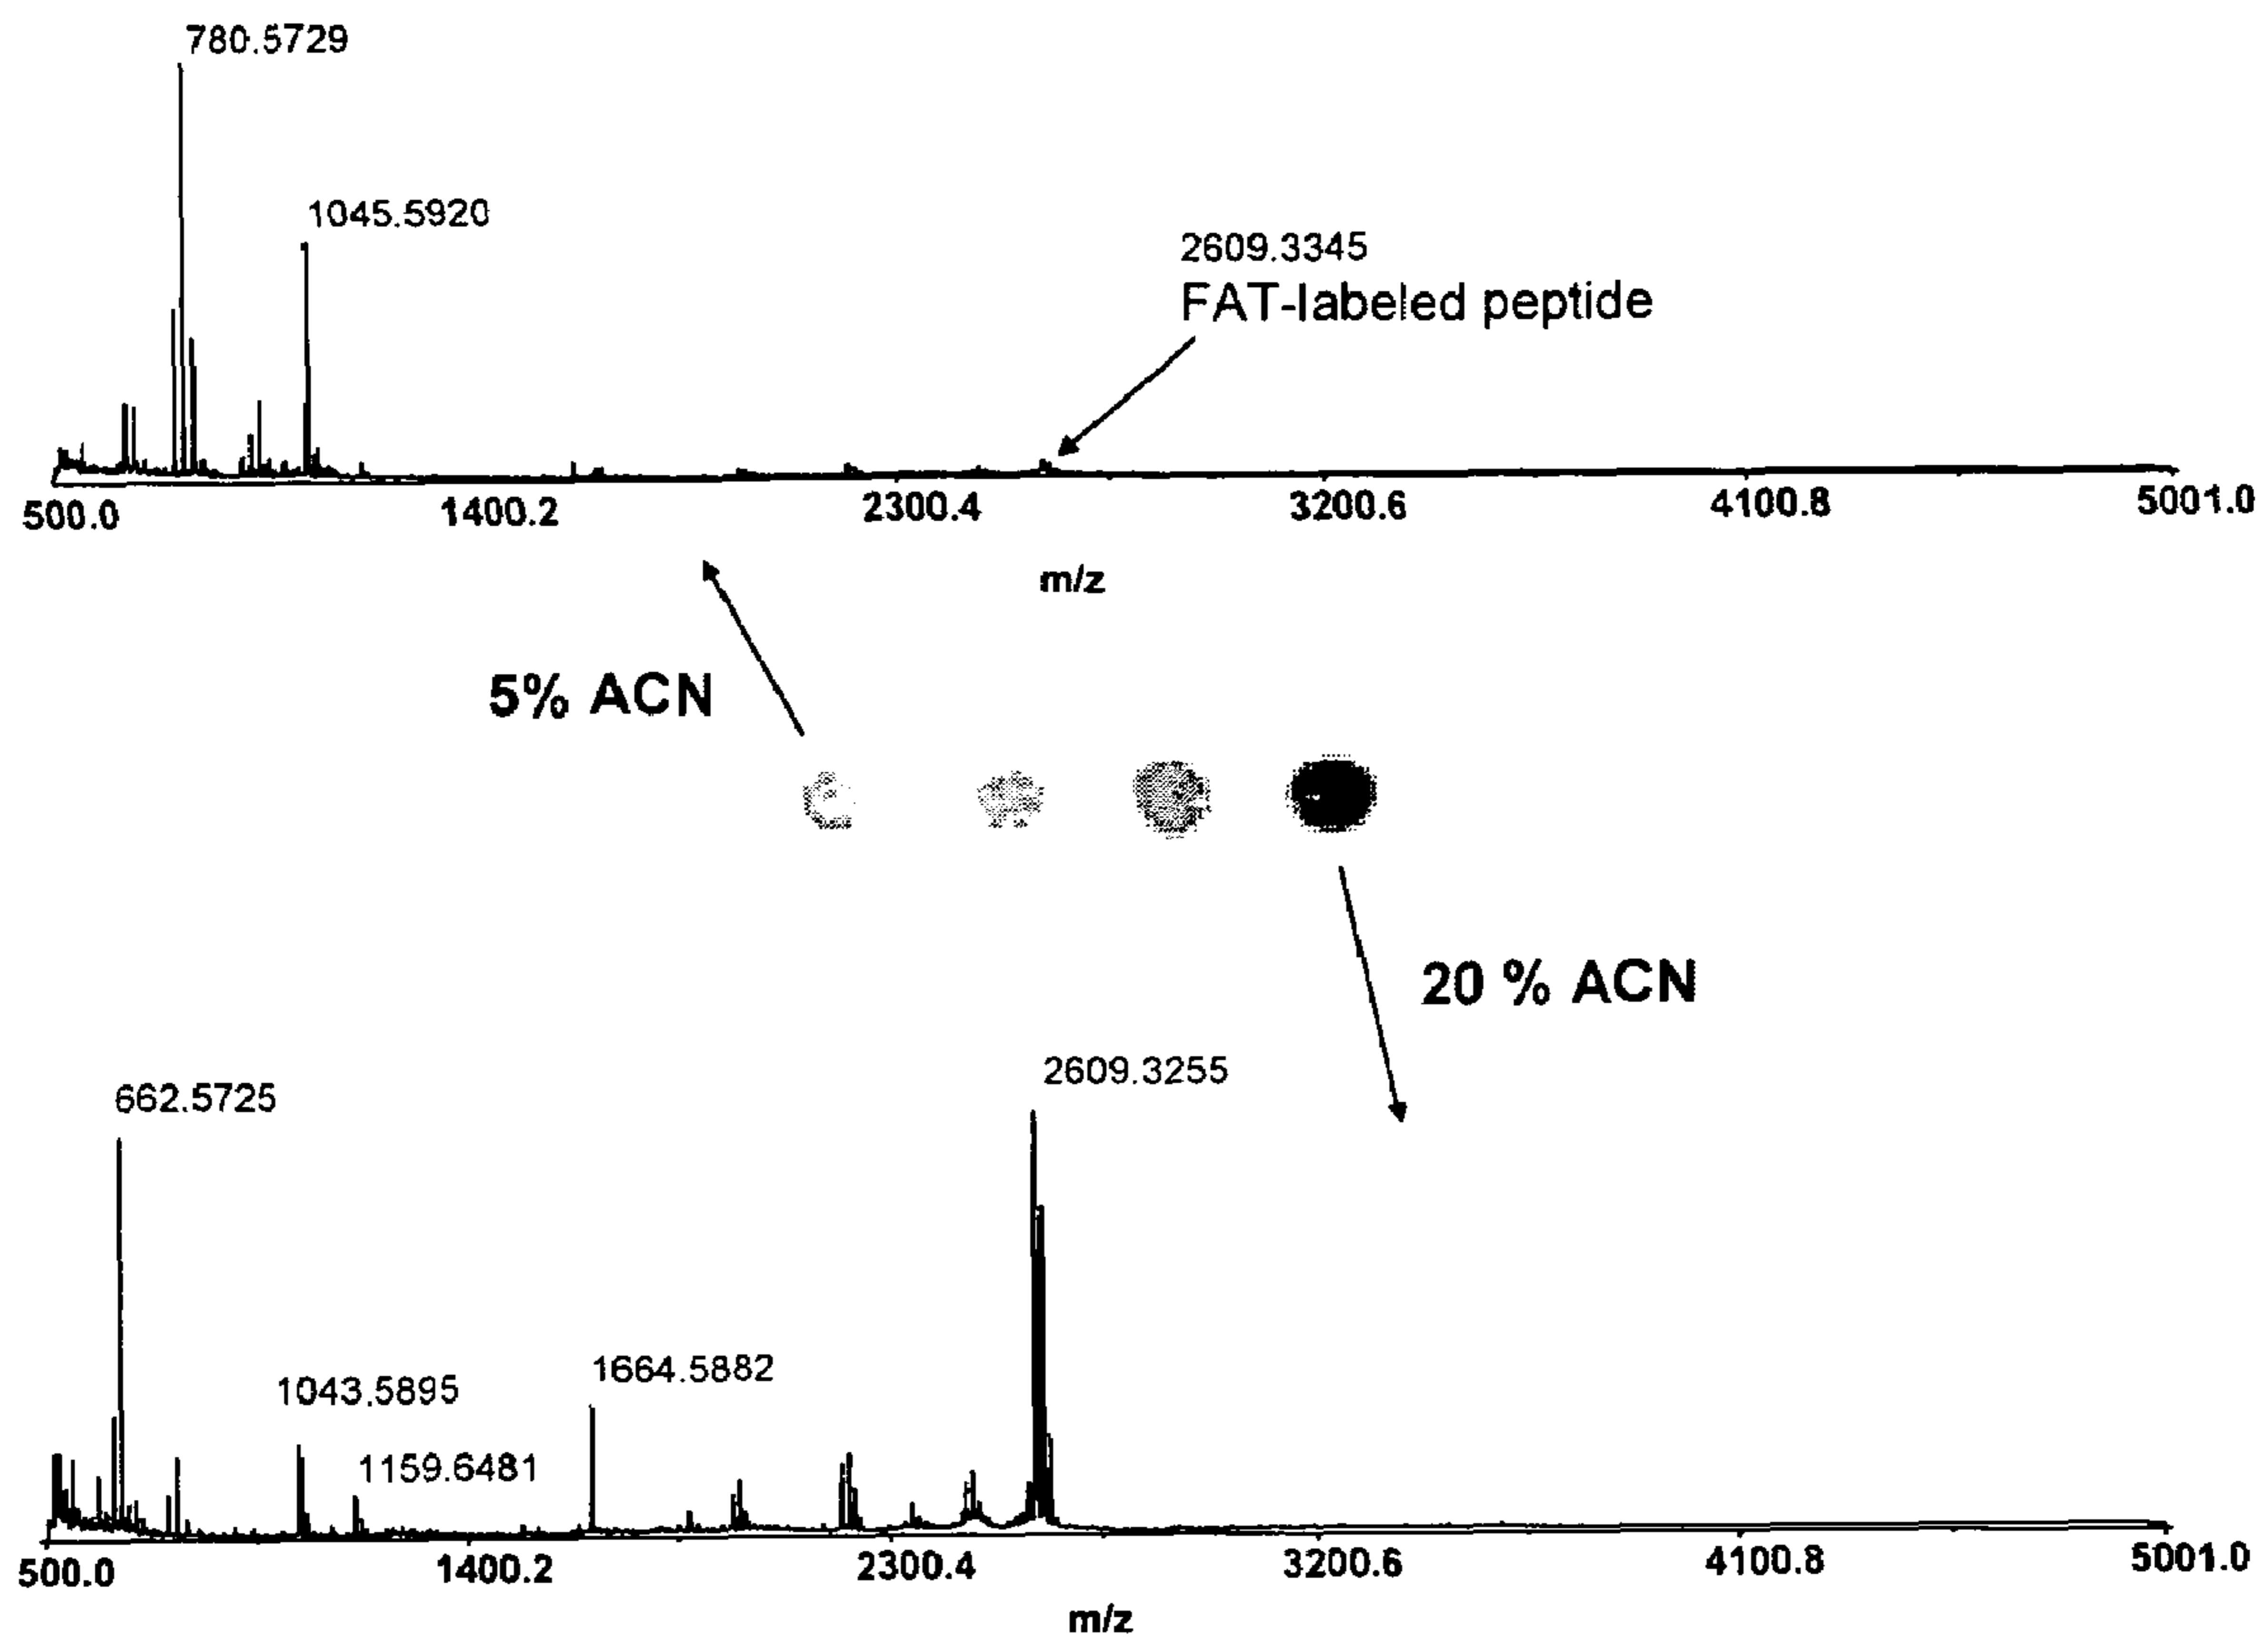 780.5729
1045.5920
2609.3345
FAT-labeled peptide
500.0 1400.2 2300.4 3200.6 4100.8 5001.0
m/z
5% ACN
20 % ACN
2609.3255
662.5725
1664.5882
1043.5895
1159.6481
500.0 1400.2 2300.4 3200.6 4100.8 5001.0
m/z